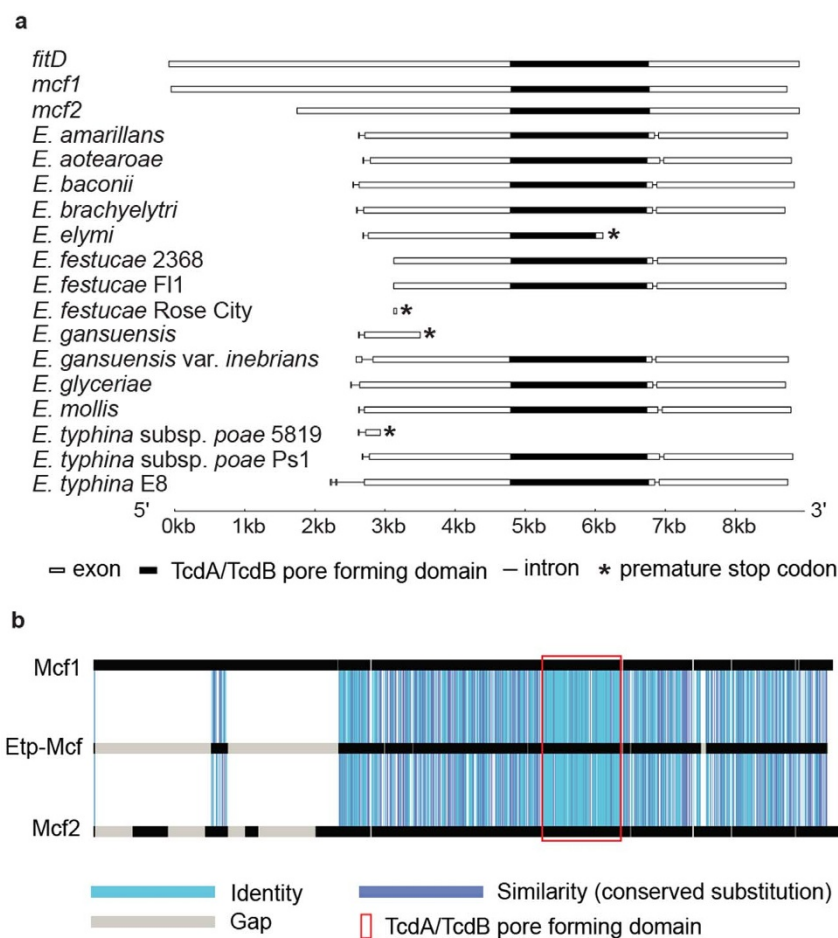 a
fitD
mcf1
mcf2
E. amarillans
E. aotearoae
E. baconii
E. brachyelytri
E. elymi *
E. festucae 2368
E. festucae Fl1
E. festucae Rose City *
E. gansuensis *
E. gansuensis var. inebrians
E. glyceriae
E. mollis
E. typhina subsp. poae 5819 *
E. typhina subsp. poae Ps1
E. typhina E8
5' 3'
0kb 1kb 2kb 3kb 4kb 5kb 6kb 7kb 8kb
exon TcdA/TcdB pore forming domain intron * premature stop codon
b
Mcf1
Etp-Mcf
Mcf2
Identity Similarity (conserved substitution)
Gap TcdA/TcdB pore forming domain